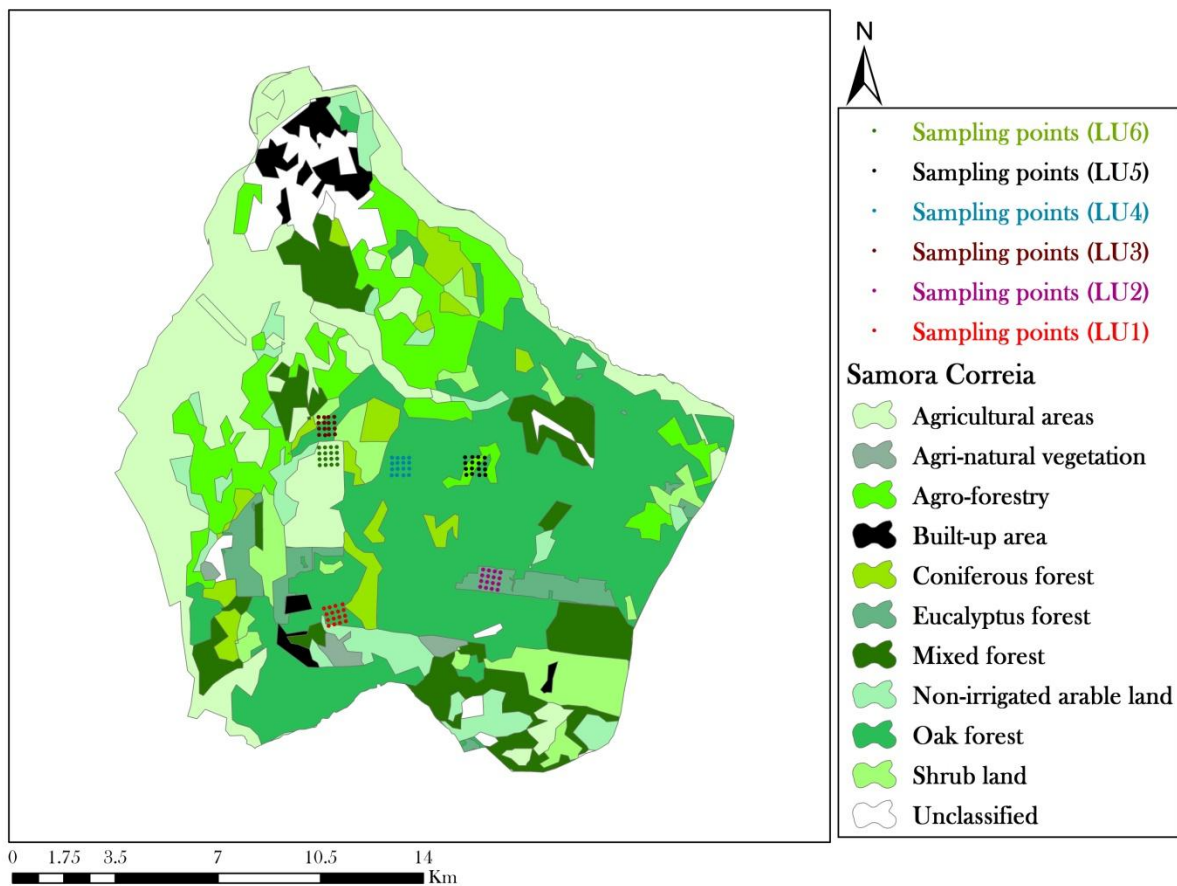 N
Sampling points (LU6)
Sampling points (LU5)
Sampling points (LU4)
Sampling points (LU3)
Sampling points (LU2)
Sampling points (LU1)
Samora Correia
Agricultural areas
Agri-natural vegetation
Agro-forestry
Built-up area
Coniferous forest
Eucalyptus forest
Mixed forest
Non-irrigated arable land
Oak forest
Shrub land
Unclassified
0 1.75 3.5 7 10.5 14
Km